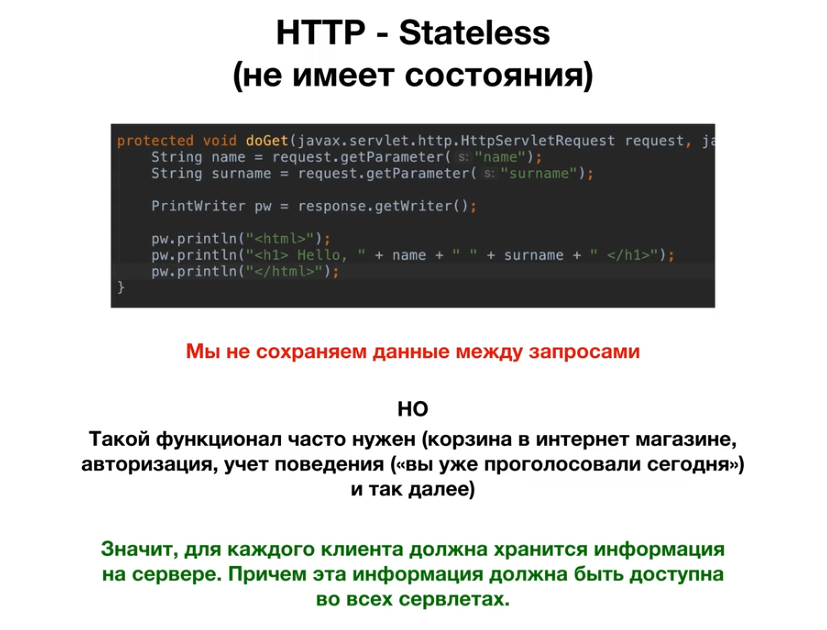 HTTP - Stateless
(не имеет состояния)
protected void doGet(javax.servlet.http.HttpServletRequest request, ja
String name = request.getParameter( s: "name");
String surname = request.getParameter( s: "surname");
PrintWriter pw = response.getWriter();
pw.println("<html>");
pw.println("<h1> Hello, " + name + " " + surname + " </h1>");
pw.println("</html>");
}
Мы не сохраняем данные между запросами
НО
Такой функционал часто нужен (корзина в интернет магазине,
авторизация, учет поведения («вы уже проголосовали сегодня»)
и так далее)
Значит, для каждого клиента должна хранится информация
на сервере. Причем эта информация должна быть доступна
во всех сервлетах.